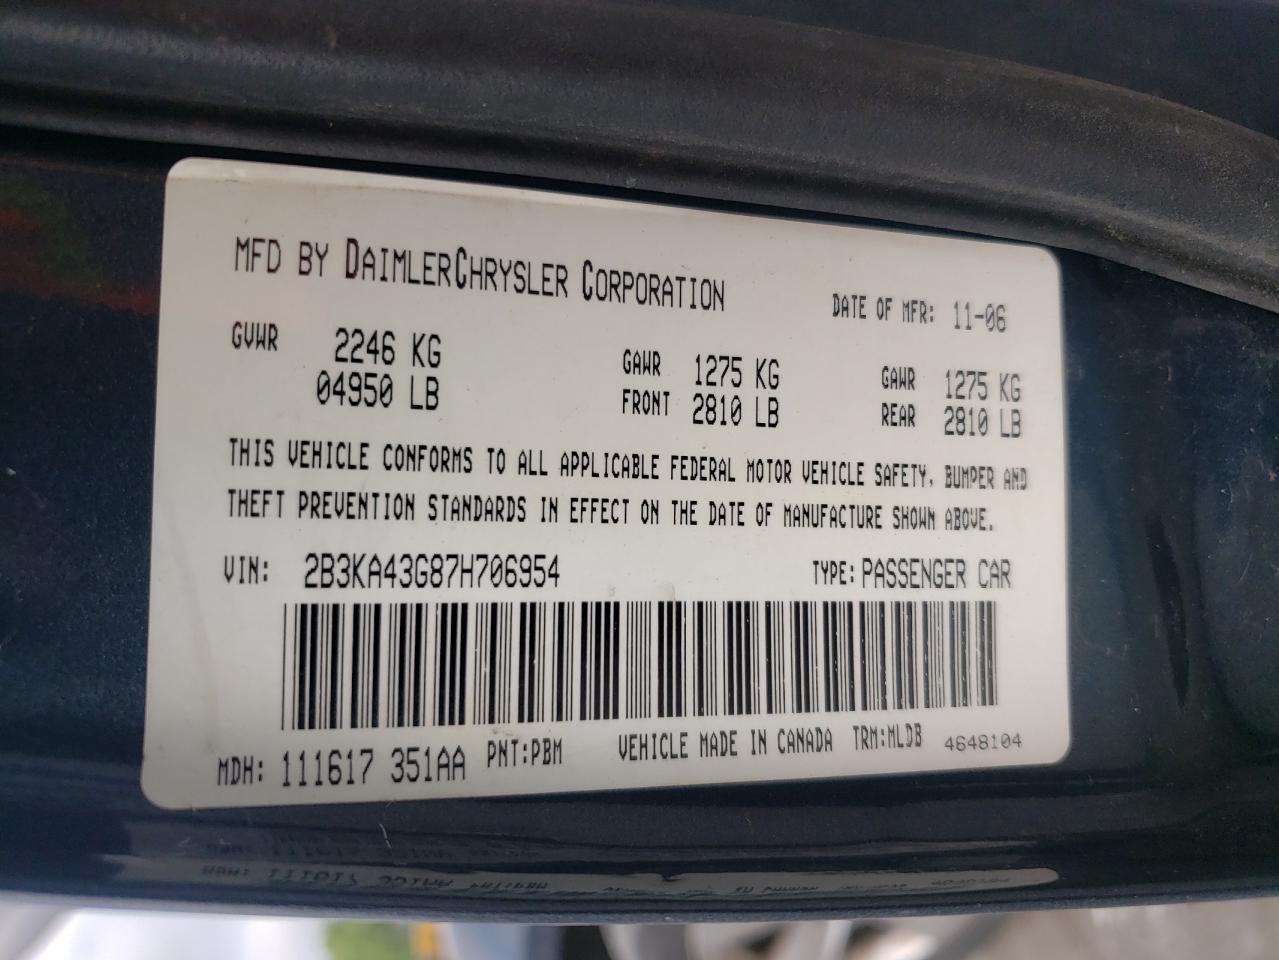 MFD BY DAIMLERCHRYSLER CORPORATION DATE OF MFR: 11-06
GVWR 2246 KG GAWR 1275 KG GAWR 1275 KG
04950 LB FRONT 2810 LB REAR 2810 LB
THIS VEHICLE CONFORMS TO ALL APPLICABLE FEDERAL MOTOR VEHICLE SAFETY, BUMPER AND
THEFT PREVENTION STANDARDS IN EFFECT ON THE DATE OF MANUFACTURE SHOWN ABOVE.
VIN: 2B3KA43G87H706954 TYPE: PASSENGER CAR
MDH: 111617 351AA PNT:PBM VEHICLE MADE IN CANADA TRM:MLDB 4648104